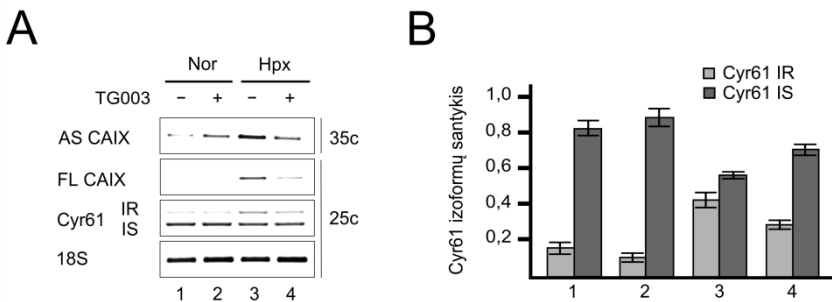 A
Nor Hpx
TG003 – + – +
AS CAIX 35c
FL CAIX
Cyr61 IR 25c
IS
18S
1 2 3 4
B
Cyr61 IR
Cyr61 IS
Cyr61 izoformų santykis
1,0
0,8
0,6
0,4
0,2
1 2 3 4